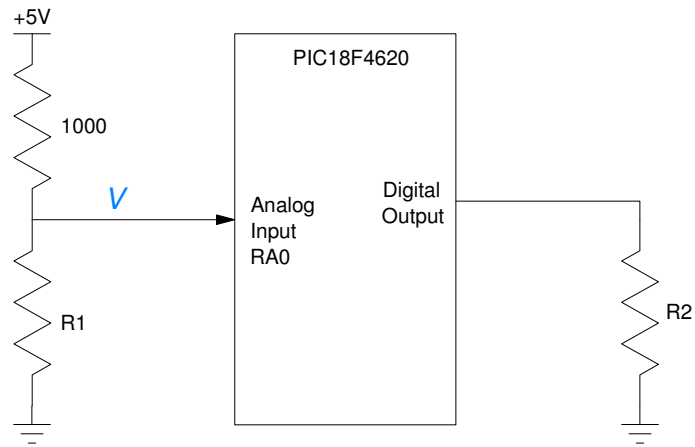 +5V
PIC18F4620
1000
V
Analog
Input
RA0
Digital
Output
R1
R2